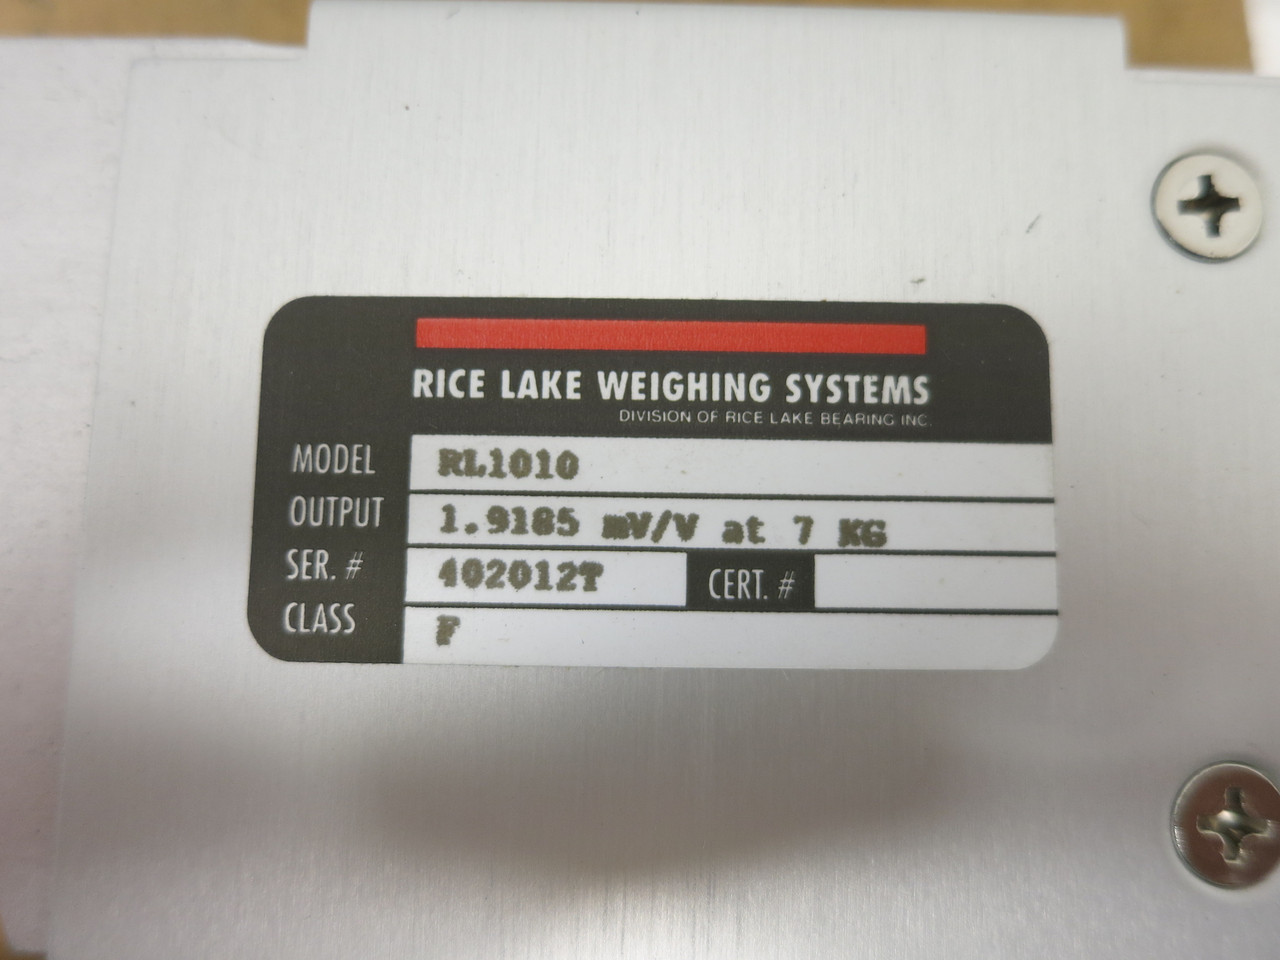 RICE LAKE WEIGHING SYSTEMS
DIVISION OF RICE LAKE BEARING INC.
MODEL RL1010
OUTPUT 1.9185 mV/V at 7 KG
SER. # 402012T CERT. #
CLASS F